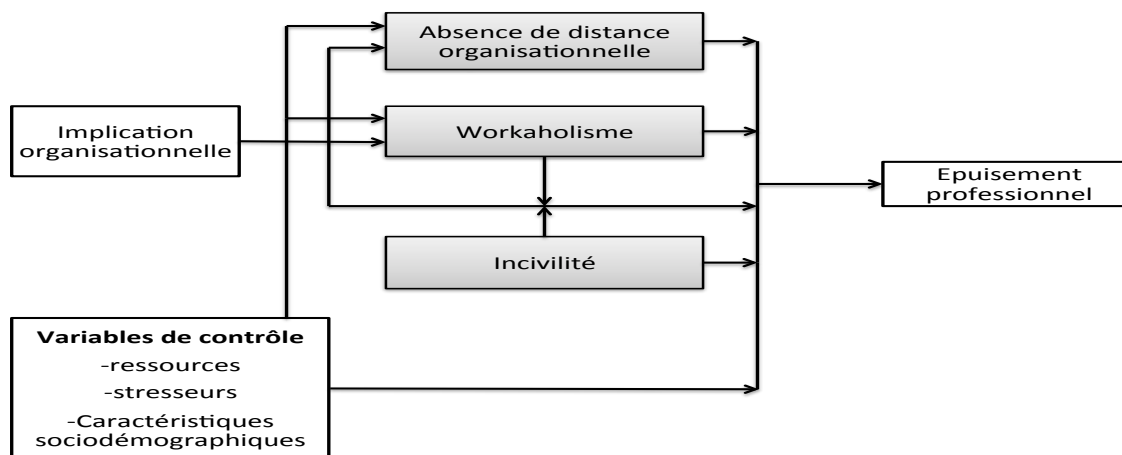 Absence de distance
organisationnelle
Implication
organisationnelle
Workaholisme
Epuisement
professionnel
Incivilité
Variables de contrôle
-ressources
-stresseurs
-Caractéristiques
sociodémographiques